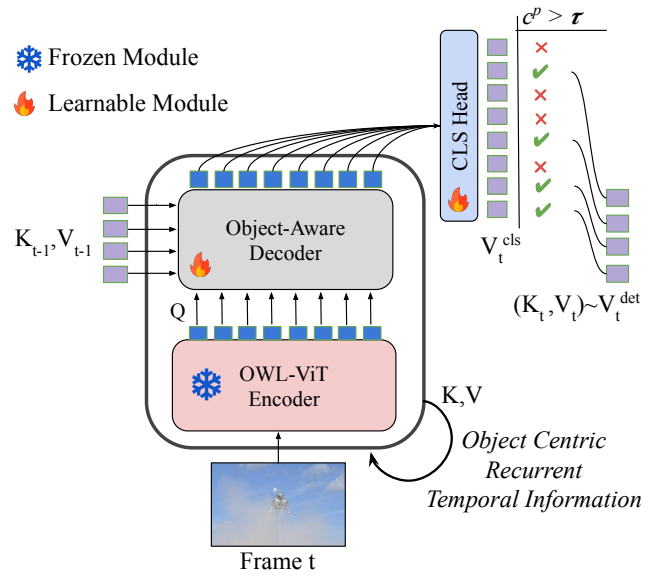 Frozen Module
Learnable Module
c^p > τ
CLS Head
V_t^cls
K_t-1,V_t-1
Object-Aware
Decoder
Q
(K_t ,V_t)~V_t^det
OWL-ViT
Encoder
K,V
Object Centric
Recurrent
Temporal Information
Frame t